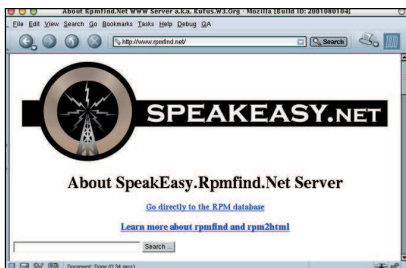 About Rpmfind.Net WWW Server a.k.a. Rufus.W3.Org - Mozilla {Build ID: 2001080104}
File Edit View Search Go Bookmarks Tasks Help Debug QA
http://www.rpmfind.net/ Search
SPEAKEASY.NET
About SpeakEasy.Rpmfind.Net Server
Go directly to the RPM database
Learn more about rpmfind and rpm2html
Search ...
Document: Done (0.34 secs)